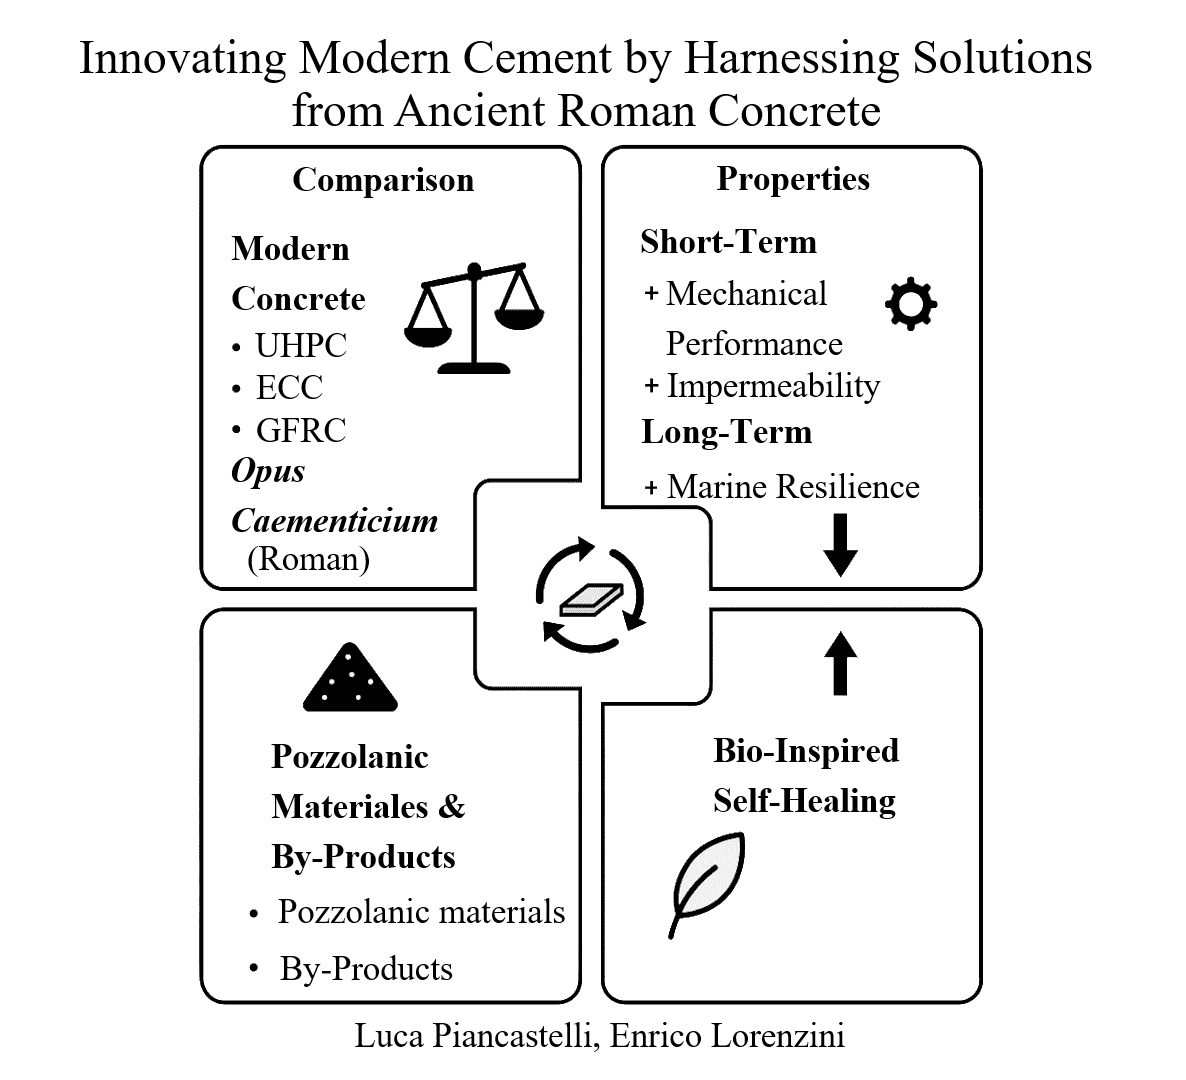 Innovating Modern Cement by Harnessing Solutions
from Ancient Roman Concrete
Comparison
Modern
Concrete
• UHPC
• ECC
• GFRC
Opus
Caementicium
(Roman)
Properties
Short-Term
+ Mechanical
Performance
+ Impermeability
Long-Term
+ Marine Resilience
Pozzolanic
Materiales &
By-Products
• Pozzolanic materials
• By-Products
Bio-Inspired
Self-Healing
Luca Piancastelli, Enrico Lorenzini